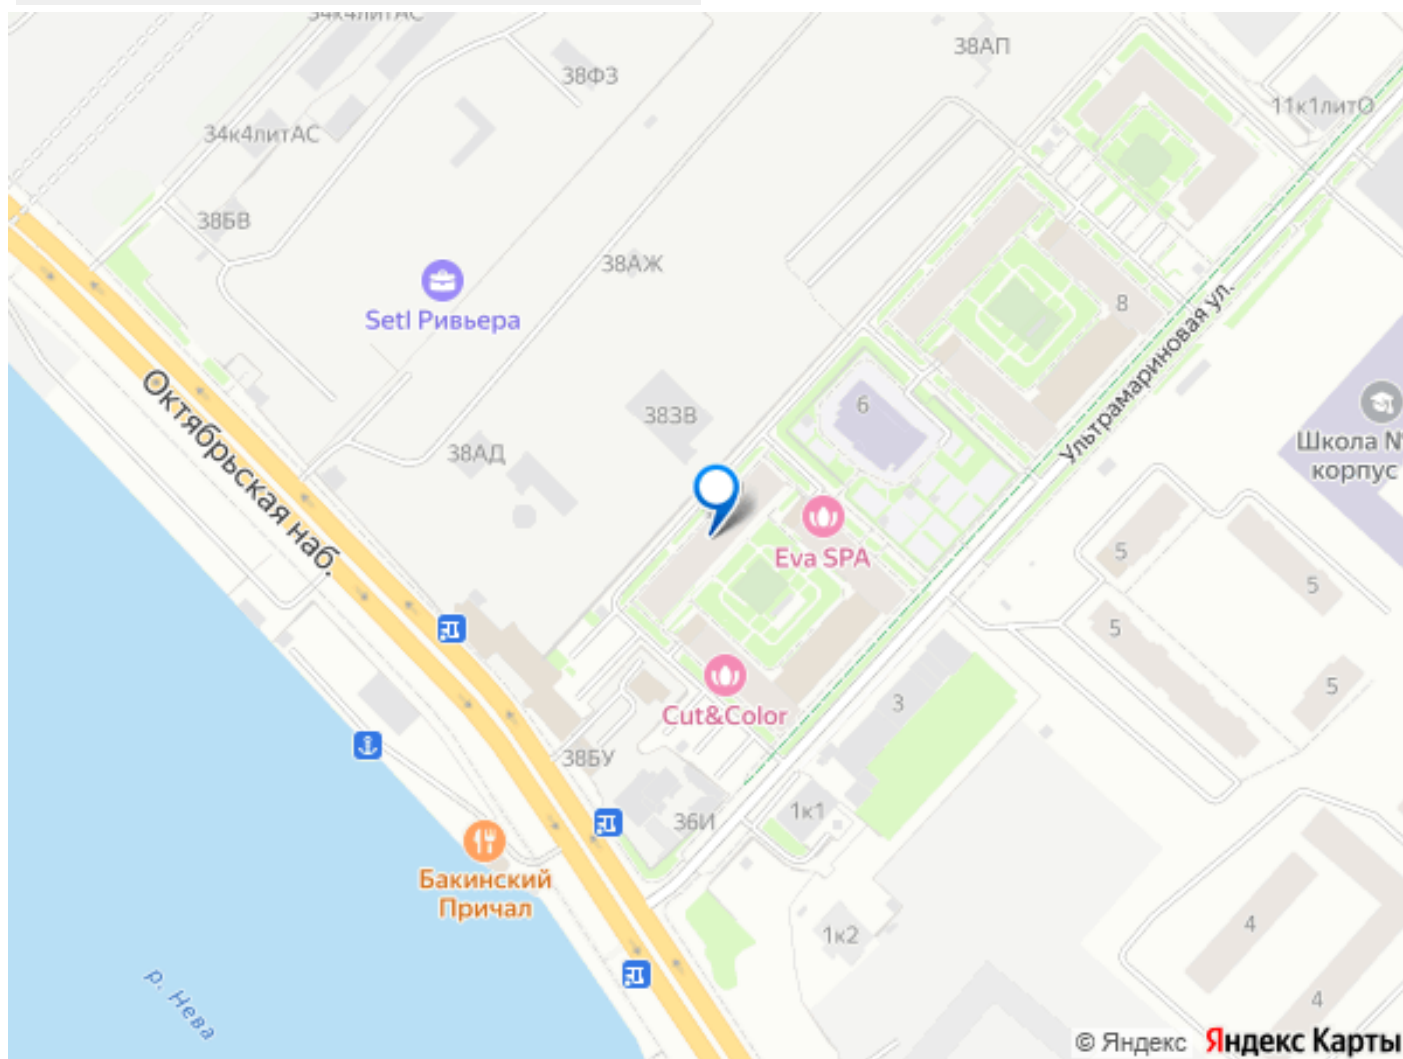 34к4литАС
38АП
38ФЗ
11к1литО
34к4литАС
38БВ
38АЖ
Setl Ривьера
8
Ультрамариновая ул.
Октябрьская наб.
383В
6
38АД
Школа №
корпус
Eva SPA
5
5
5
5
Cut&Color
3
38БУ
36И
1к1
Бакинский
Причал
1к2
4
4
р. Нева
© Яндекс Яндекс Карты